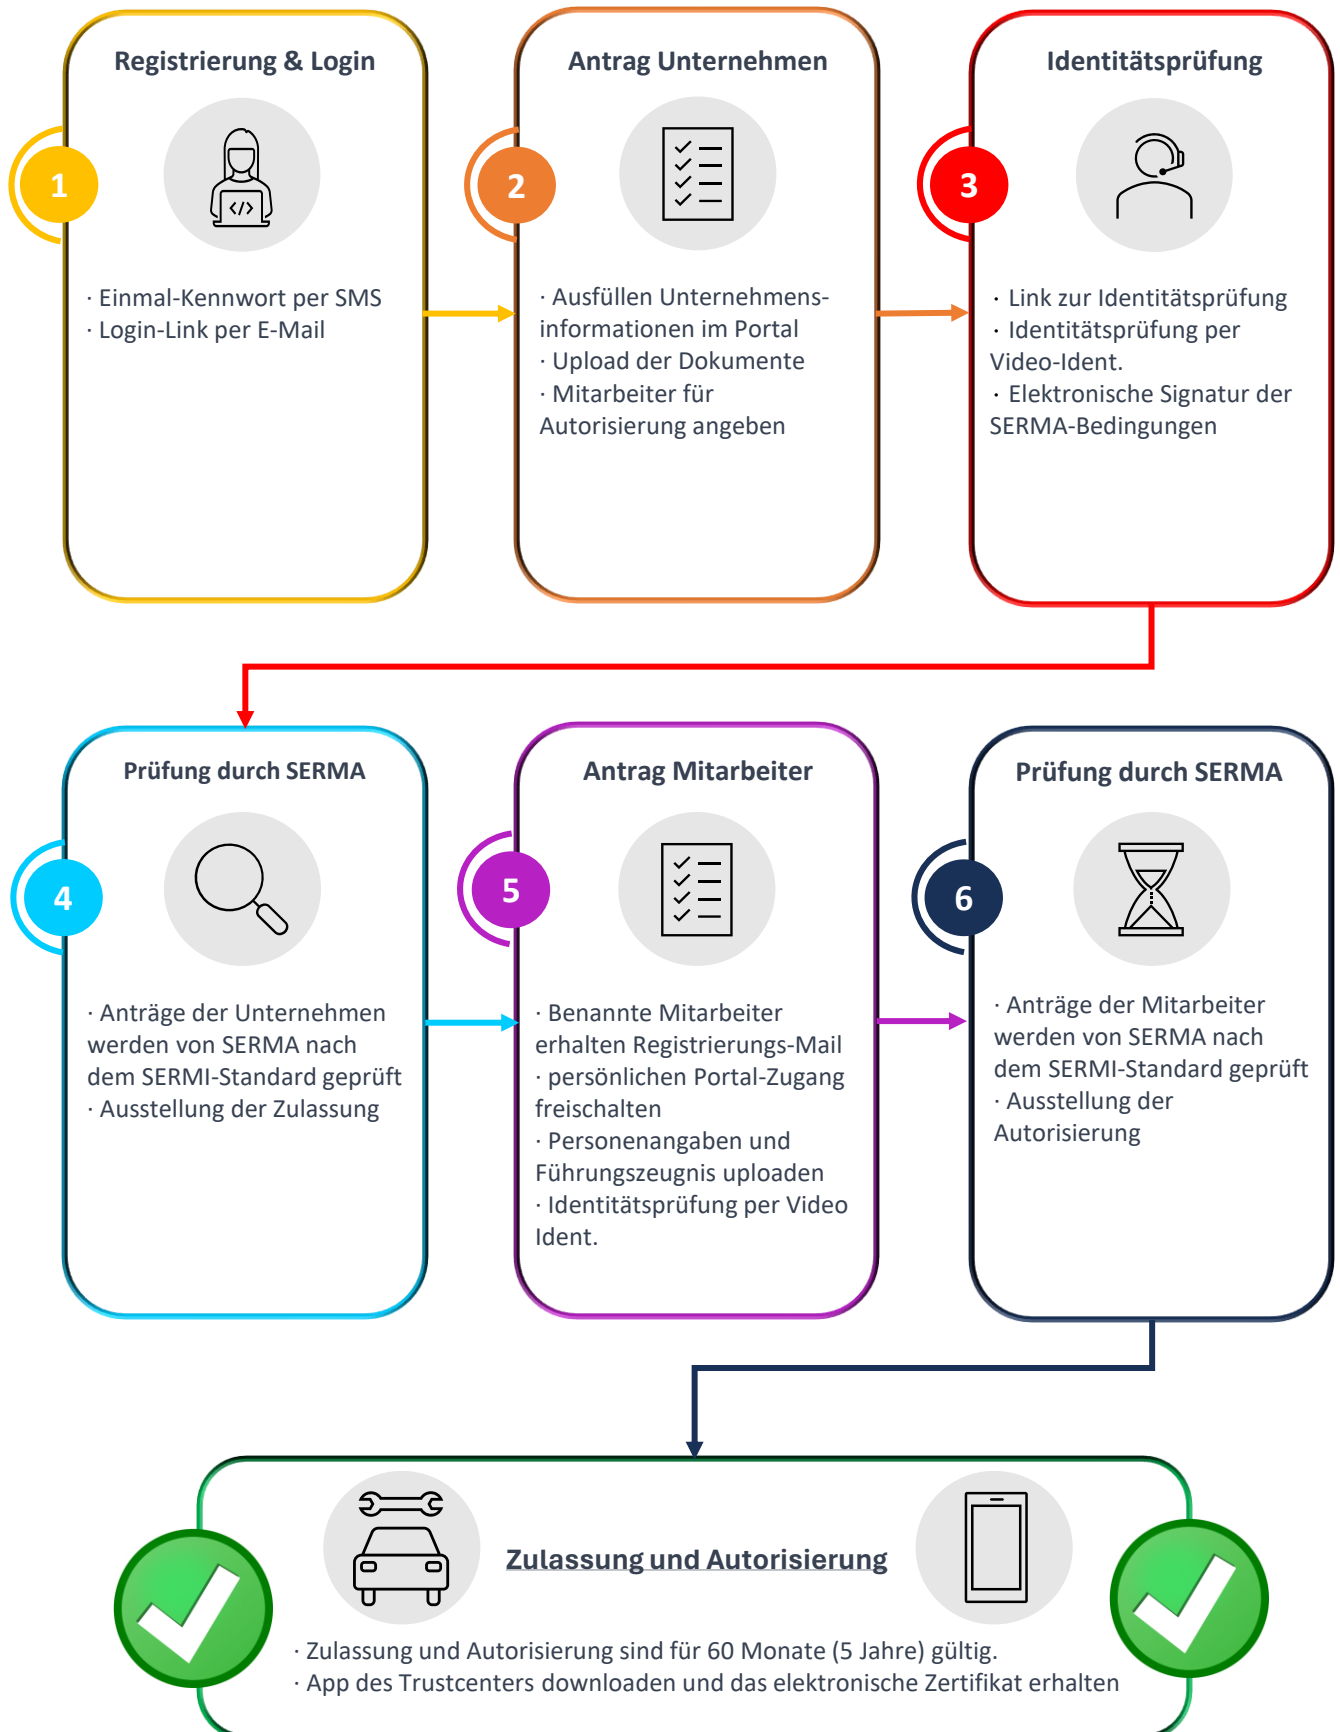 Registrierung & Login
1
· Einmal-Kennwort per SMS
· Login-Link per E-Mail
Antrag Unternehmen
2
· Ausfüllen Unternehmens-
informationen im Portal
· Upload der Dokumente
· Mitarbeiter für
Autorisierung angeben
Identitätsprüfung
3
· Link zur Identitätsprüfung
· Identitätsprüfung per
Video-Ident.
· Elektronische Signatur der
SERMA-Bedingungen
Prüfung durch SERMA
4
· Anträge der Unternehmen
werden von SERMA nach
dem SERMI-Standard geprüft
· Ausstellung der Zulassung
Antrag Mitarbeiter
5
· Benannte Mitarbeiter
erhalten Registrierungs-Mail
· persönlichen Portal-Zugang
freischalten
· Personenangaben und
Führungszeugnis uploaden
· Identitätsprüfung per Video
Ident.
Prüfung durch SERMA
6
· Anträge der Mitarbeiter
werden von SERMA nach
dem SERMI-Standard geprüft
· Ausstellung der
Autorisierung
Zulassung und Autorisierung
· Zulassung und Autorisierung sind für 60 Monate (5 Jahre) gültig.
· App des Trustcenters downloaden und das elektronische Zertifikat erhalten